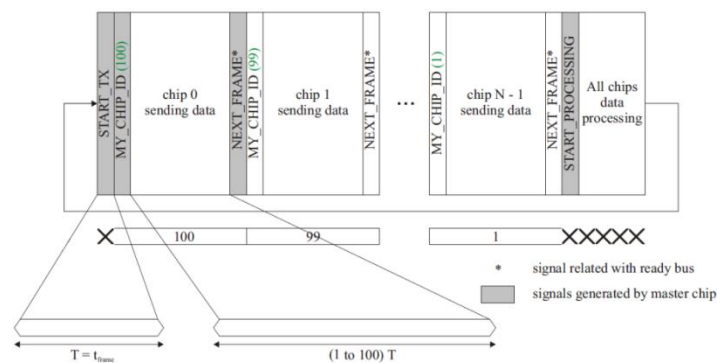 START_TX
MY_CHIP_ID (100)
chip 0
sending data
NEXT_FRAME*
MY_CHIP_ID (99)
chip 1
sending data
NEXT_FRAME*
...
MY_CHIP_ID (1)
chip N - 1
sending data
NEXT_FRAME*
START_PROCESSING
All chips
data
processing
100
99
1
* signal related with ready bus
signals generated by master chip
T = tframe
(1 to 100) T